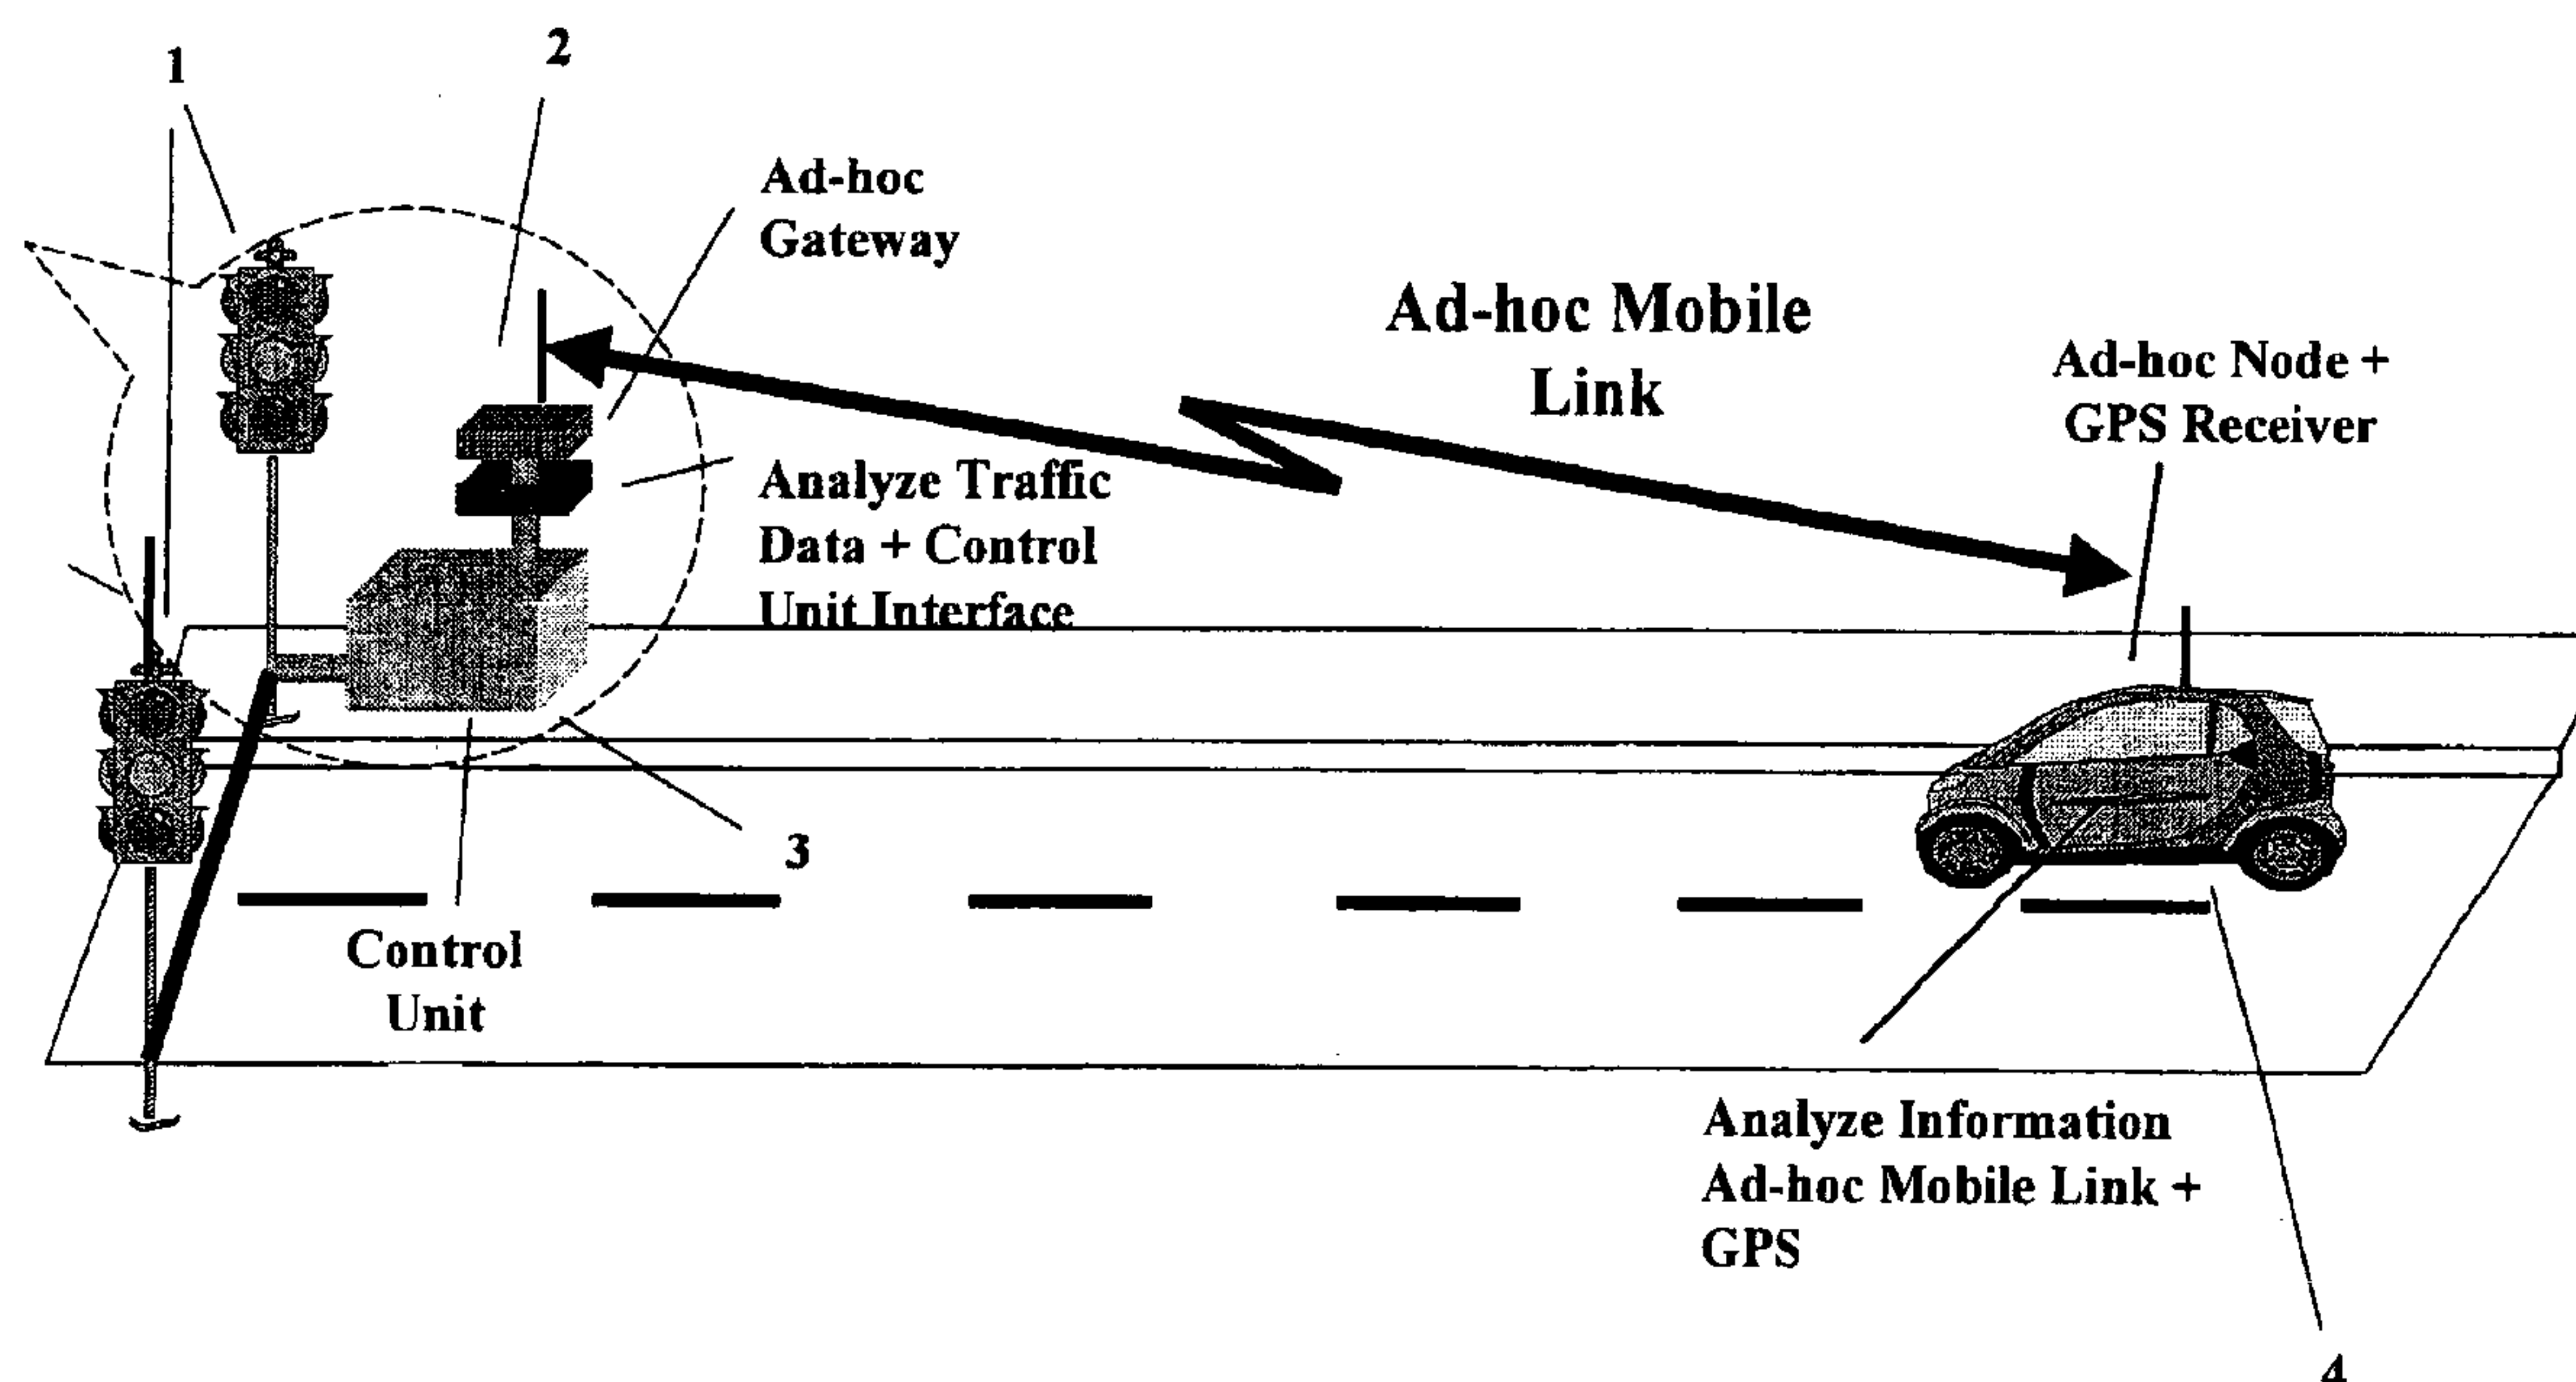 1
2
Ad-hoc
Gateway
Ad-hoc Mobile
Link
Ad-hoc Node +
GPS Receiver
Analyze Traffic
Data + Control
Unit Interface
3
Control
Unit
Analyze Information
Ad-hoc Mobile Link +
GPS
4